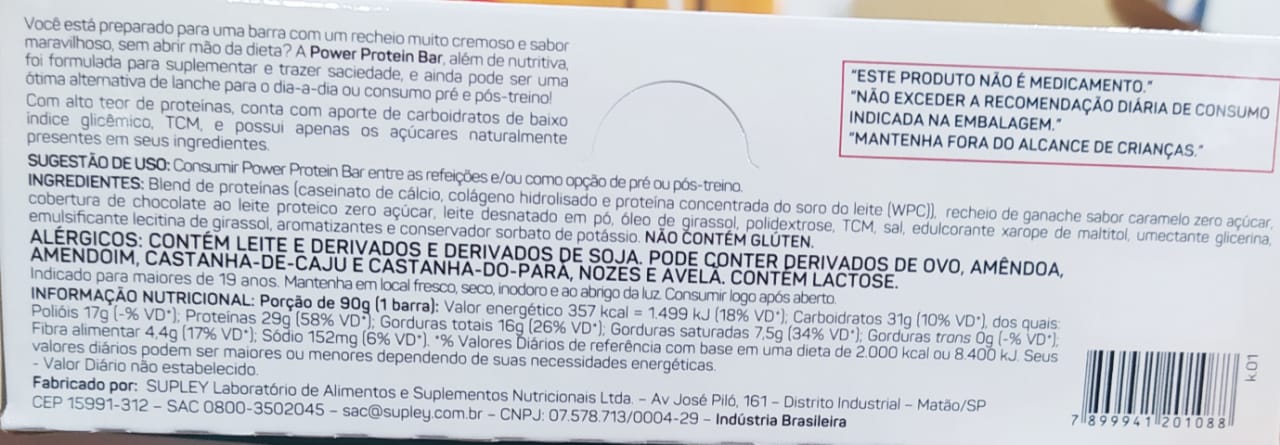 Você está preparado para uma barra com um recheio muito cremoso e sabor
maravilhoso, sem abrir mão da dieta? A Power Protein Bar, além de nutritiva,
foi formulada para suplementar e trazer saciedade, e ainda pode ser uma
ótima alternativa de lanche para o dia-a-dia ou consumo pré e pós-treino!
Com alto teor de proteínas, conta com aporte de carboidratos de baixo
índice glicêmico, TCM, e possui apenas os açúcares naturalmente
presentes em seus ingredientes.
"ESTE PRODUTO NÃO É MEDICAMENTO."
"NÃO EXCEDER A RECOMENDAÇÃO DIÁRIA DE CONSUMO
INDICADA NA EMBALAGEM."
"MANTENHA FORA DO ALCANCE DE CRIANÇAS."
SUGESTÃO DE USO: Consumir Power Protein Bar entre as refeições e/ou como opção de pré ou pós-treino.
INGREDIENTES: Blend de proteínas (caseinato de cálcio, colágeno hidrolisado e proteína concentrada do soro do leite (WPC)), recheio de ganache sabor caramelo zero açúcar,
cobertura de chocolate ao leite proteico zero açúcar, leite desnatado em pó, óleo de girassol, polidextrose, TCM, sal, edulcorante xarope de maltitol, umectante glicerina,
emulsificante lecitina de girassol, aromatizantes e conservador sorbato de potássio. NÃO CONTÉM GLÚTEN.
ALÉRGICOS: CONTÉM LEITE E DERIVADOS E DERIVADOS DE SOJA. PODE CONTER DERIVADOS DE OVO, AMÊNDOA,
AMENDOIM, CASTANHA-DE-CAJU E CASTANHA-DO-PARÁ, NOZES E AVELÃ. CONTÉM LACTOSE.
Indicado para maiores de 19 anos. Mantenha em local fresco, seco, inodoro e ao abrigo da luz. Consumir logo após aberto.
INFORMAÇÃO NUTRICIONAL: Porção de 90g (1 barra): Valor energético 357 kcal = 1.499 kJ (18% VD*); Carboidratos 31g (10% VD*), dos quais:
Polióis 17g (-% VD*); Proteínas 29g (58% VD*); Gorduras totais 16g (26% VD*); Gorduras saturadas 7,5g (34% VD*); Gorduras trans 0g (-% VD*);
Fibra alimentar 4,4g (17% VD*); Sódio 152mg (6% VD*). *% Valores Diários de referência com base em uma dieta de 2.000 kcal ou 8.400 kJ. Seus
valores diários podem ser maiores ou menores dependendo de suas necessidades energéticas.
- Valor Diário não estabelecido.
Fabricado por: SUPLEY Laboratório de Alimentos e Suplementos Nutricionais Ltda. - Av José Piló, 161 - Distrito Industrial - Matão/SP
CEP 15991-312 - SAC 0800-3502045 - sac@supley.com.br - CNPJ: 07.578.713/0004-29 - Indústria Brasileira
k.01
7 899941 201088